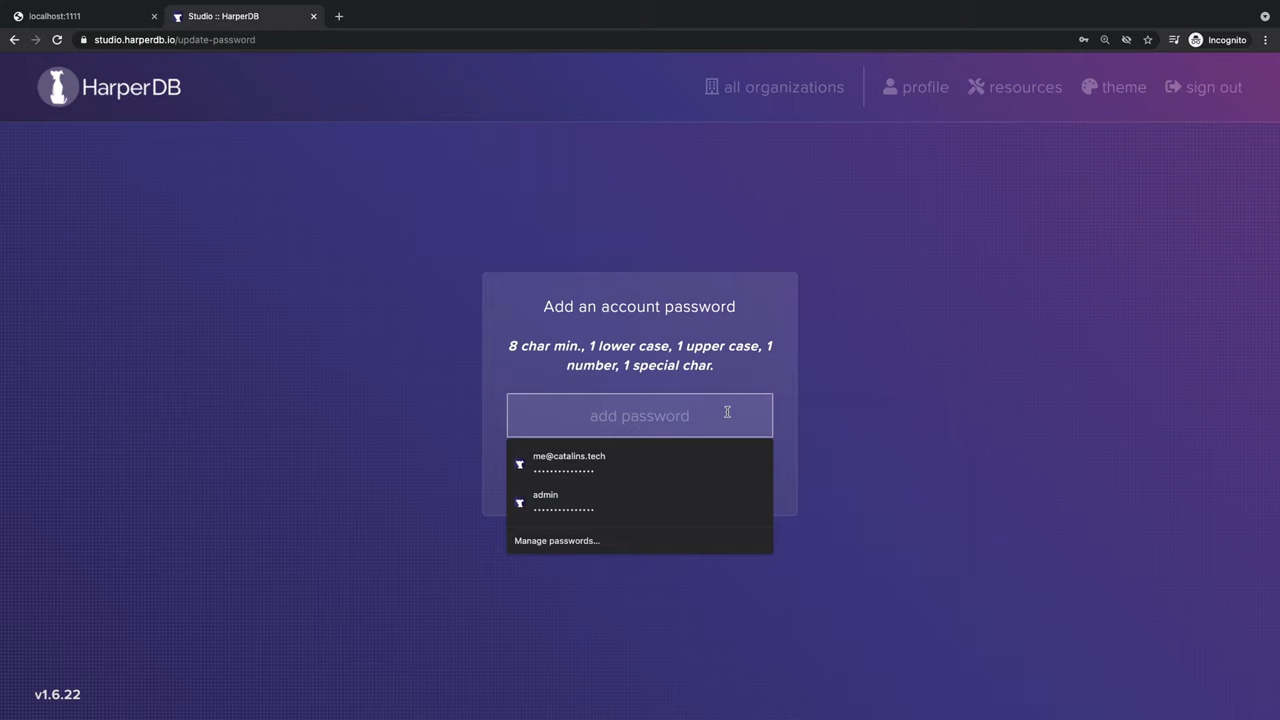 localhost:1111
Studio :: HarperDB
studio.harperdb.io/update-password
Incognito
HarperDB
all organizations
profile
resources
theme
sign out
Add an account password
8 char min., 1 lower case, 1 upper case, 1
number, 1 special char.
add password
me@catalins.tech
•••••••••••••••
admin
•••••••••••••••
Manage passwords...
v1.6.22